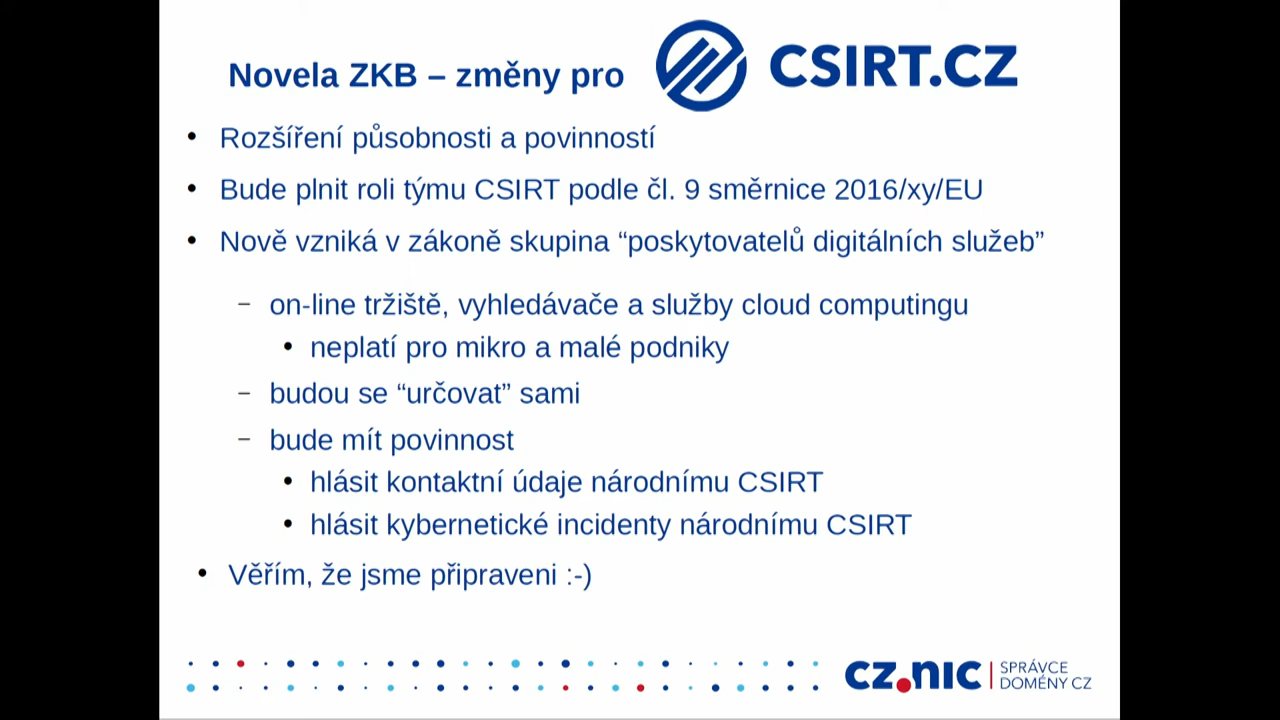 Novela ZKB – změny pro CSIRT.CZ
• Rozšíření působnosti a povinností
• Bude plnit roli týmu CSIRT podle čl. 9 směrnice 2016/xy/EU
• Nově vzniká v zákoně skupina “poskytovatelů digitálních služeb”
– on-line tržiště, vyhledávače a služby cloud computingu
• neplatí pro mikro a malé podniky
– budou se “určovat” sami
– bude mít povinnost
• hlásit kontaktní údaje národnímu CSIRT
• hlásit kybernetické incidenty národnímu CSIRT
• Věřím, že jsme připraveni :-)
cz.nic SPRÁVCE
DOMÉNY CZ